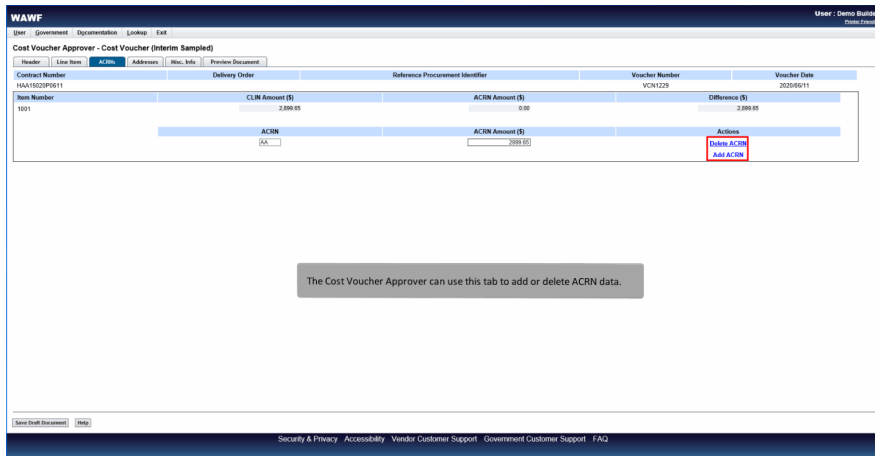 WAWF
User : Demo Builde
Printer Friend
User Government Documentation Lookup Exit
Cost Voucher Approver - Cost Voucher (Interim Sampled)
Header Line Item ACRNs Addresses Misc. Info Preview Document
Contract Number Delivery Order Reference Procurement Identifier Voucher Number Voucher Date
HAA15020P0611 VCN1229 2020/06/11
Item Number CLIN Amount ($) ACRN Amount ($) Difference ($)
1001 2,899.65 0.00 2,899.65
ACRN ACRN Amount ($) Actions
AA 2899.65 Delete ACRN
Add ACRN
The Cost Voucher Approver can use this tab to add or delete ACRN data.
Save Draft Document Help
Security & Privacy Accessibility Vendor Customer Support Government Customer Support FAQ